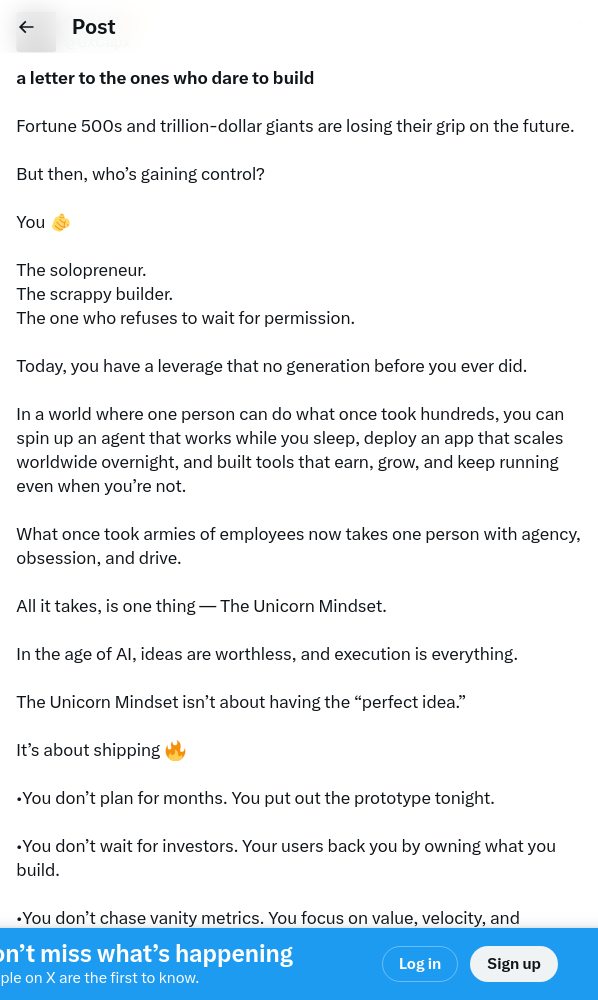 Post
a letter to the ones who dare to build
Fortune 500s and trillion-dollar giants are losing their grip on the future.
But then, who’s gaining control?
You 🫵
The solopreneur.
The scrappy builder.
The one who refuses to wait for permission.
Today, you have a leverage that no generation before you ever did.
In a world where one person can do what once took hundreds, you can
spin up an agent that works while you sleep, deploy an app that scales
worldwide overnight, and built tools that earn, grow, and keep running
even when you’re not.
What once took armies of employees now takes one person with agency,
obsession, and drive.
All it takes, is one thing — The Unicorn Mindset.
In the age of AI, ideas are worthless, and execution is everything.
The Unicorn Mindset isn’t about having the “perfect idea.”
It’s about shipping 🔥
•You don’t plan for months. You put out the prototype tonight.
•You don’t wait for investors. Your users back you by owning what you
build.
•You don’t chase vanity metrics. You focus on value, velocity, and
on’t miss what’s happening
ple on X are the first to know.
Log in
Sign up